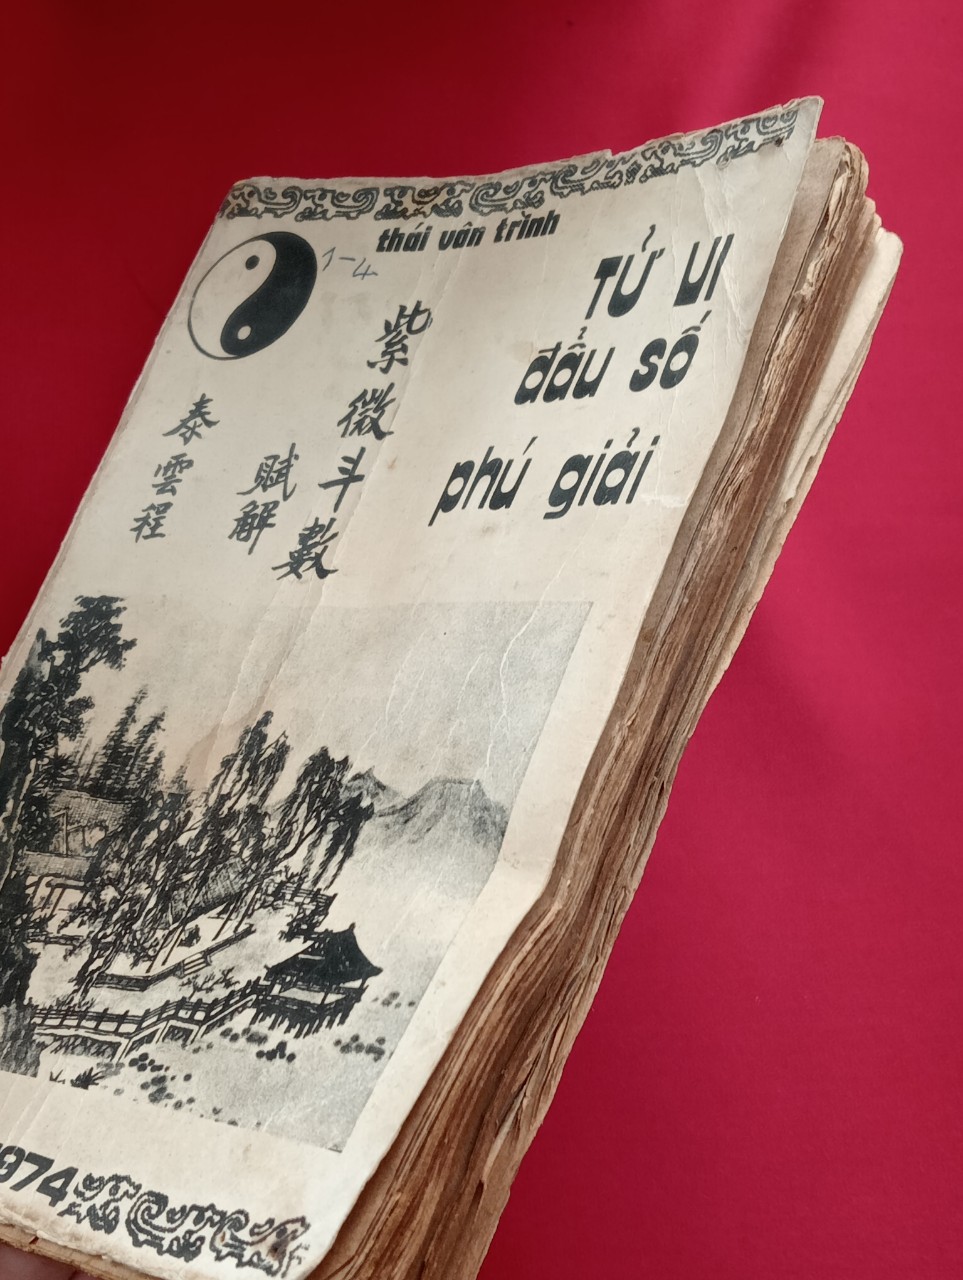 thái vân trình
1-4
TỬ VI
đẩu số
phú giải
紫微斗數
賦解
泰雲程
1974